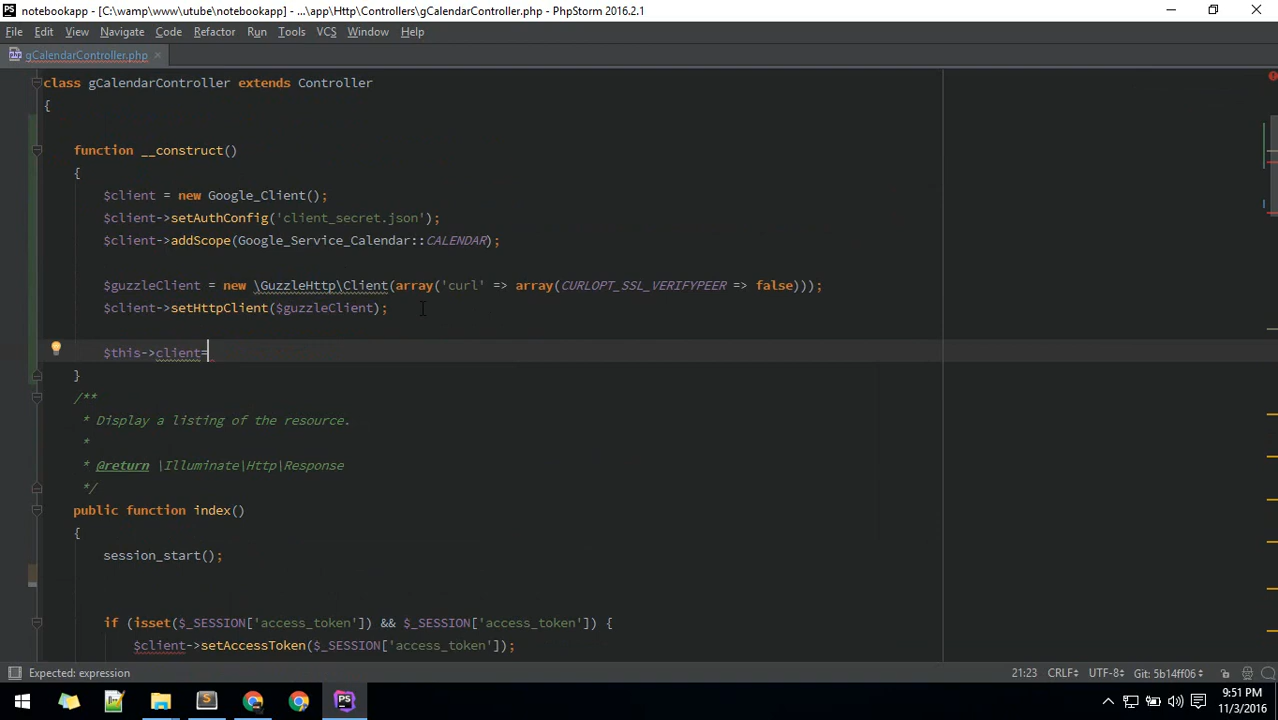 notebookapp - [C:\wamp\www\utube\notebookapp] - ...\app\Http\Controllers\gCalendarController.php - PhpStorm 2016.2.1
File Edit View Navigate Code Refactor Run Tools VCS Window Help
gCalendarController.php
class gCalendarController extends Controller
{
function __construct()
{
$client = new Google_Client();
$client->setAuthConfig('client_secret.json');
$client->addScope(Google_Service_Calendar::CALENDAR);
$guzzleClient = new \GuzzleHttp\Client(array('curl' => array(CURLOPT_SSL_VERIFYPEER => false)));
$client->setHttpClient($guzzleClient);
$this->client=
}
/**
* Display a listing of the resource.
*
* @return \Illuminate\Http\Response
*/
public function index()
{
session_start();
if (isset($_SESSION['access_token']) && $_SESSION['access_token']) {
$client->setAccessToken($_SESSION['access_token']);
Expected: expression
21:23 CRLF UTF-8 Git: 5b14ff06
PS
9:51 PM
11/3/2016